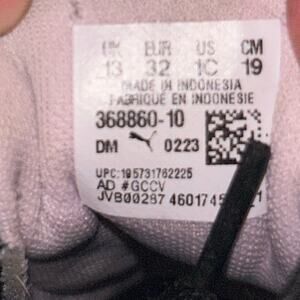 UK EUR US CM
13 32 1C 19
MADE IN INDONESIA
FABRIQUE EN INDONESIE
368860-10
DM 0223
UPC:195731762225
AD #GCCV
JVB00287